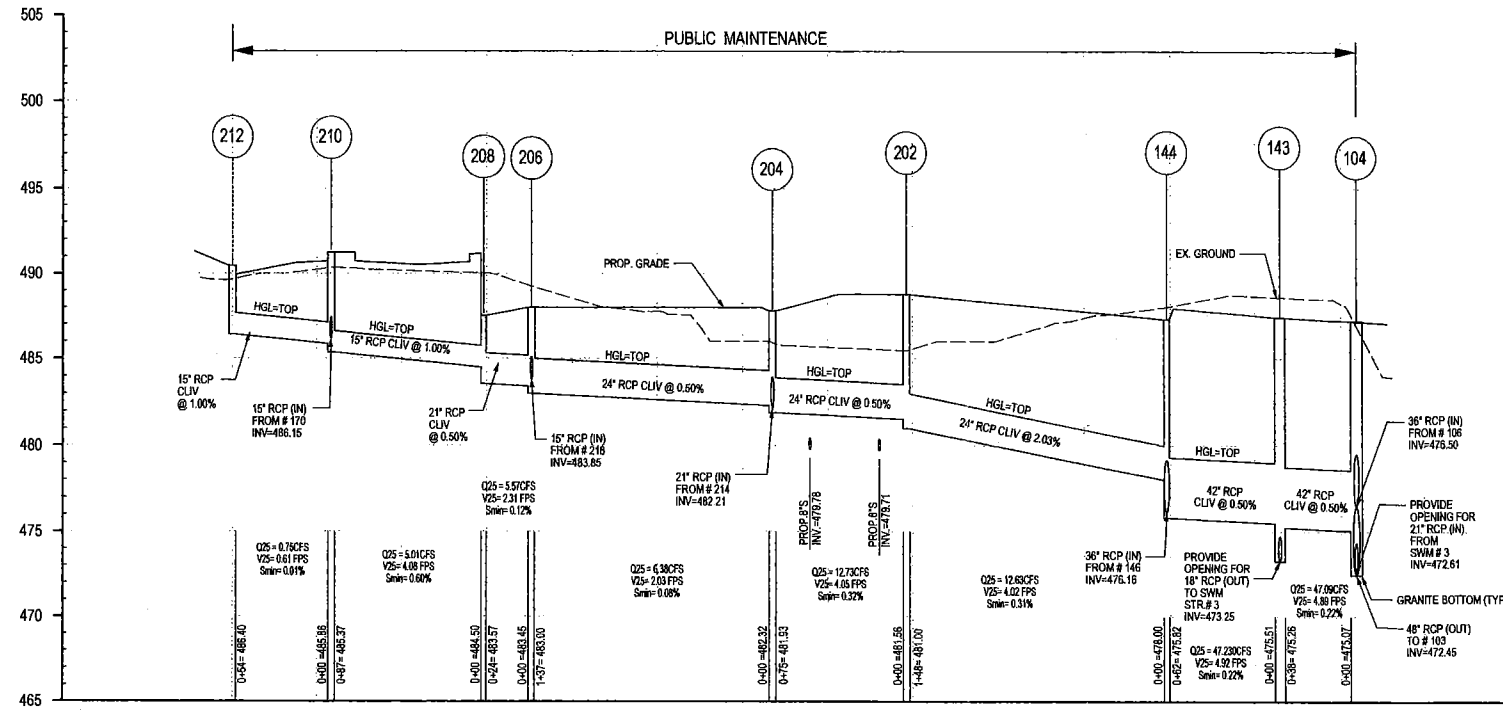 505
500
495
490
485
480
475
470
465
PUBLIC MAINTENANCE
212
210
208
206
204
202
144
143
104
PROP. GRADE
EX. GROUND
HGL=TOP
15" RCP
CLIV
@ 1.00%
HGL=TOP
15" RCP CLIV @ 1.00%
15" RCP (IN)
FROM # 170
INV=486.15
21" RCP
CLIV
@ 0.50%
15" RCP (IN)
FROM # 216
INV=483.85
HGL=TOP
24" RCP CLIV @ 0.50%
21" RCP (IN)
FROM # 214
INV=482.21
HGL=TOP
24" RCP CLIV @ 0.50%
PROP.8"S
INV.=479.78
PROP.8"S
INV.=479.71
HGL=TOP
24" RCP CLIV @ 2.03%
36" RCP (IN)
FROM # 146
INV=476.16
HGL=TOP
42" RCP
CLIV @ 0.50%
42" RCP
CLIV @ 0.50%
PROVIDE
OPENING FOR
18" RCP (OUT)
TO SWM
STR.# 3
INV=473.25
36" RCP (IN)
FROM # 106
INV=476.50
PROVIDE
OPENING FOR
21" RCP (IN)
FROM
SWM # 3
INV=472.61
GRANITE BOTTOM (TYP
48" RCP (OUT)
TO # 103
INV=472.45
Q25 = 0.75CFS
V25= 0.61 FPS
Smin= 0.01%
Q25 = 5.01CFS
V25= 4.08 FPS
Smin= 0.60%
Q25 = 5.57CFS
V25= 2.31 FPS
Smin= 0.12%
Q25 = 6.38CFS
V25= 2.03 FPS
Smin= 0.08%
Q25 = 12.73CFS
V25= 4.05 FPS
Smin= 0.32%
Q25 = 12.63CFS
V25= 4.02 FPS
Smin= 0.31%
Q25 = 47.230CFS
V25= 4.92 FPS
Smin= 0.22%
Q25 = 47.09CFS
V25= 4.89 FPS
Smin= 0.22%
0+54= 486.40
0+00 =485.86
0+87= 485.37
0+00 =484.50
0+24= 483.57
0+00 =483.45
1+37= 483.00
0+00 =482.32
0+75= 481.93
0+00 =481.56
1+48= 481.00
0+00 =478.00
0+62= 475.82
0+00 =475.51
0+38= 475.26
0+00 =475.07